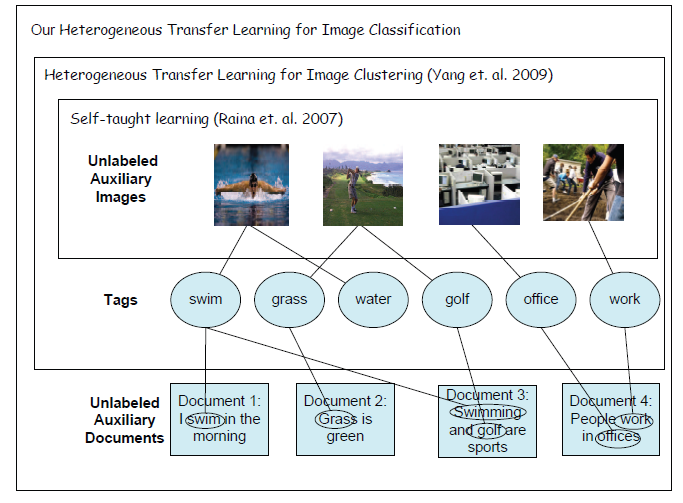 Our Heterogeneous Transfer Learning for Image Classification
Heterogeneous Transfer Learning for Image Clustering (Yang et. al. 2009)
Self-taught learning (Raina et. al. 2007)
Unlabeled
Auxiliary
Images
Tags
swim
grass
water
golf
office
work
Unlabeled
Auxiliary
Documents
Document 1:
I swim in the
morning
Document 2:
Grass is
green
Document 3:
Swimming
and golf are
sports
Document 4:
People work
in offices